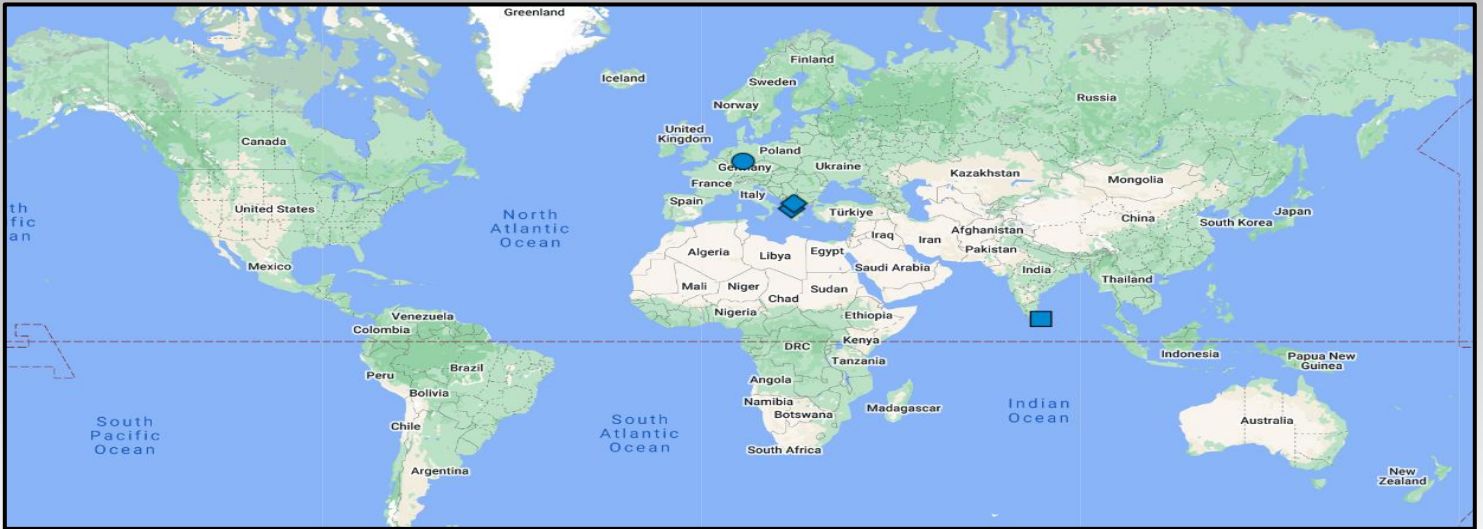 Greenland
Finland
Iceland
Sweden
Norway
Russia
United
Kingdom
Canada
Poland
Germany
Ukraine
Kazakhstan
Mongolia
France
Italy
Spain
United States
North
Atlantic
Ocean
Türkiye
China
South Korea
Japan
Afghanistan
Iraq
Iran
Pakistan
Algeria
Libya
Egypt
Saudi Arabia
India
Mexico
Thailand
Mali
Niger
Sudan
Chad
Nigeria
Ethiopia
Venezuela
Colombia
Kenya
DRC
Tanzania
Indonesia
Papua New
Guinea
Peru
Brazil
Angola
Bolivia
Namibia
Botswana
Madagascar
Indian
Ocean
South
Pacific
Ocean
Chile
South
Atlantic
Ocean
Australia
South Africa
Argentina
New
Zealand